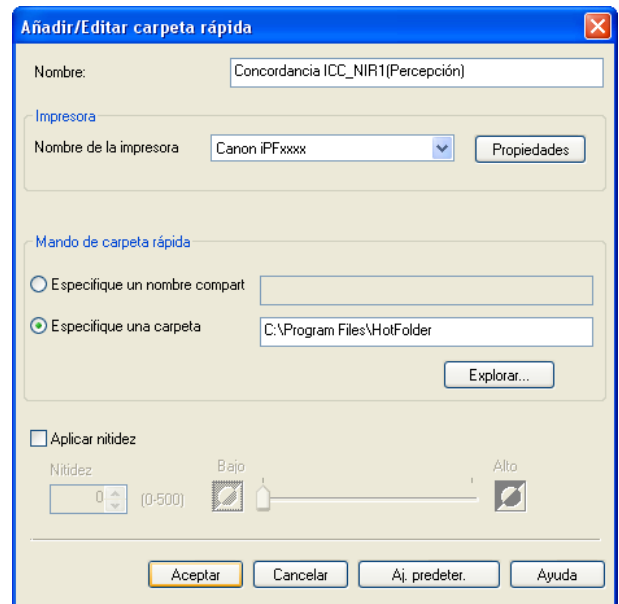 Añadir/Editar carpeta rápida
Nombre: Concordancia ICC_NIR1(Percepción)
Impresora
Nombre de la impresora Canon iPFxxxx Propiedades
Mando de carpeta rápida
Especifique un nombre compart
Especifique una carpeta C:\Program Files\HotFolder
Explorar...
Aplicar nitidez
Nitidez Bajo Alto
0 (0-500)
Aceptar Cancelar Aj. predeter. Ayuda